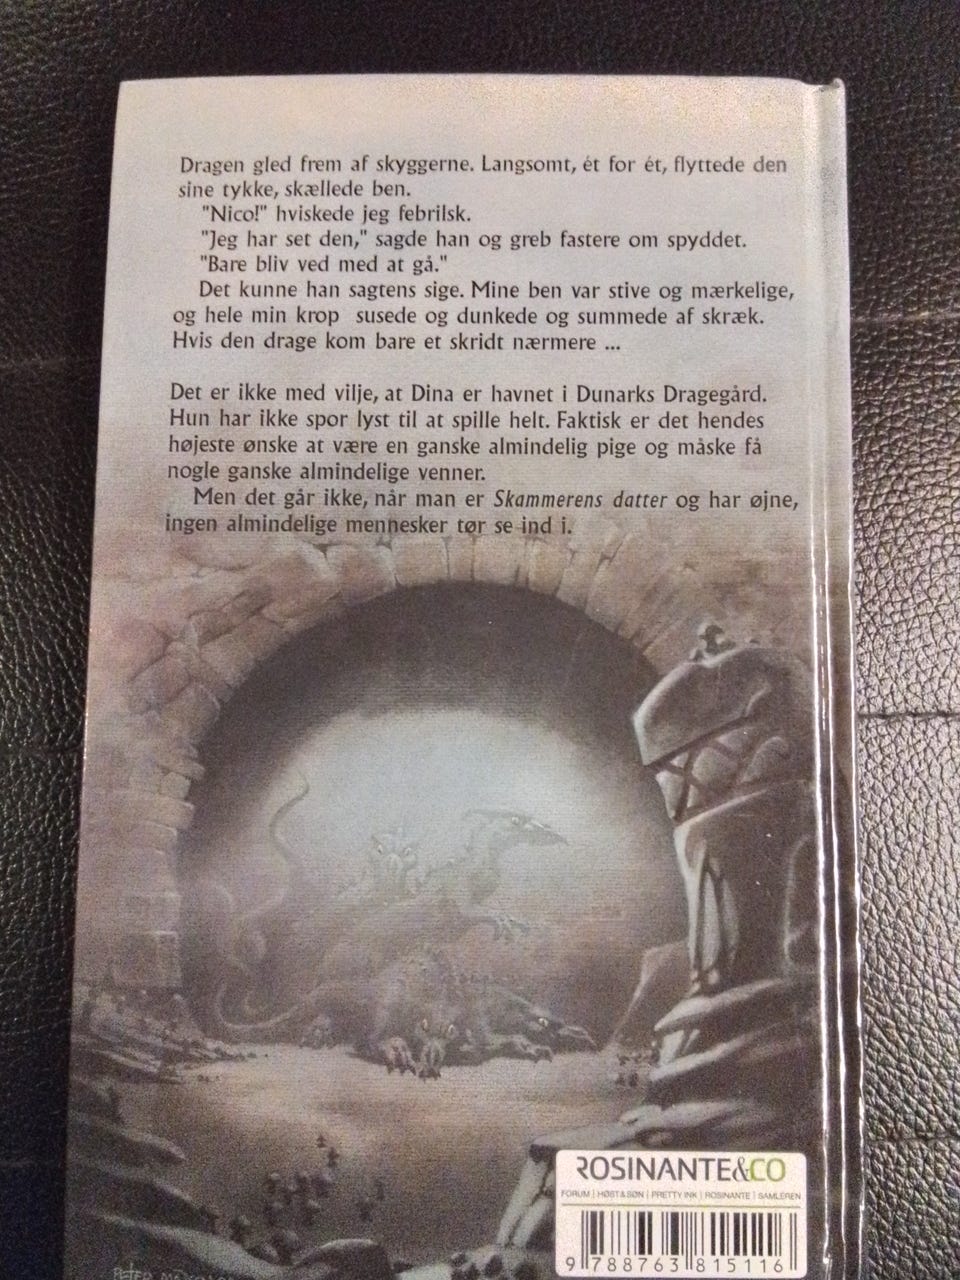 Dragen gled frem af skyggerne. Langsomt, ét for ét, flyttede den
sine tykke, skællede ben.
"Nico!" hviskede jeg febrilsk.
"Jeg har set den," sagde han og greb fastere om spyddet.
"Bare bliv ved med at gå."
Det kunne han sagtens sige. Mine ben var stive og mærkelige,
og hele min krop susede og dunkede og summede af skræk.
Hvis den drage kom bare et skridt nærmere ...
Det er ikke med vilje, at Dina er havnet i Dunarks Dragegård.
Hun har ikke spor lyst til at spille helt. Faktisk er det hendes
højeste ønske at være en ganske almindelig pige og måske få
nogle ganske almindelige venner.
Men det går ikke, når man er Skammerens datter og har øjne,
ingen almindelige mennesker tør se ind i.
ROSINANTE&CO
FORUM | HØST & SØN | PRETTY INK | ROSINANTE | SAMLEREN
9 788763 815116
PETER